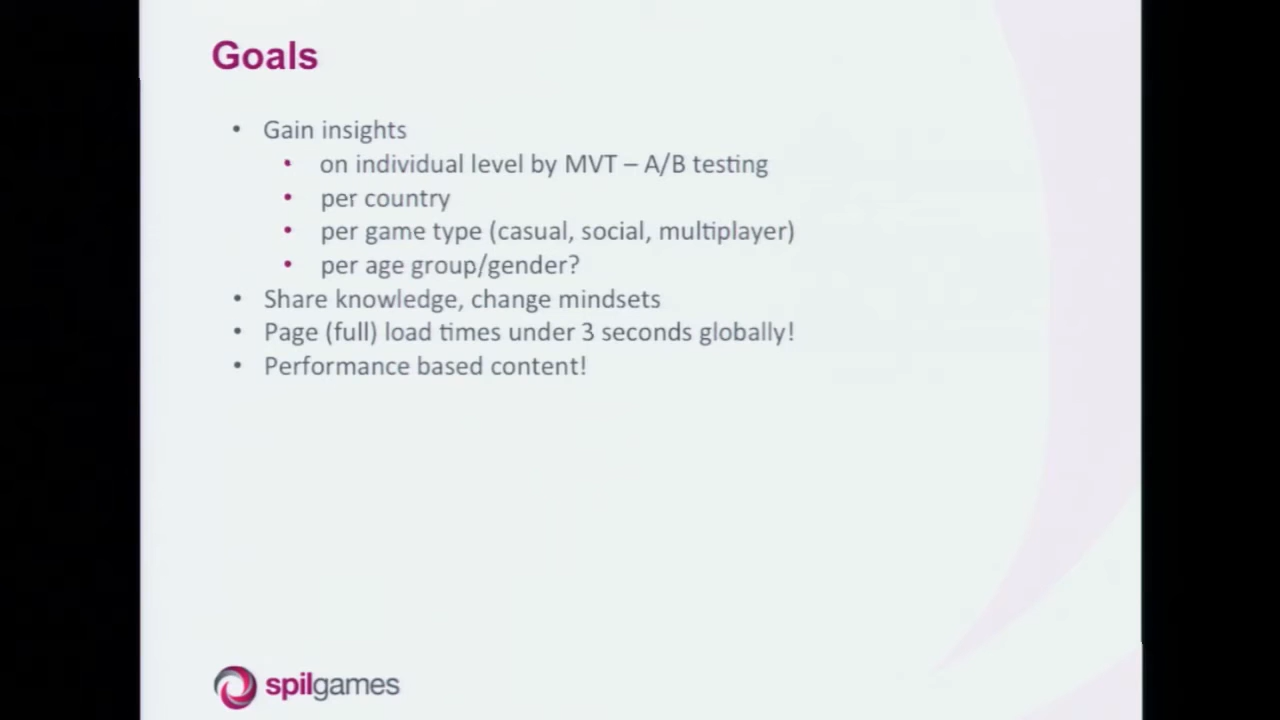 Goals
• Gain insights
• on individual level by MVT – A/B testing
• per country
• per game type (casual, social, multiplayer)
• per age group/gender?
• Share knowledge, change mindsets
• Page (full) load times under 3 seconds globally!
• Performance based content!
spilgames